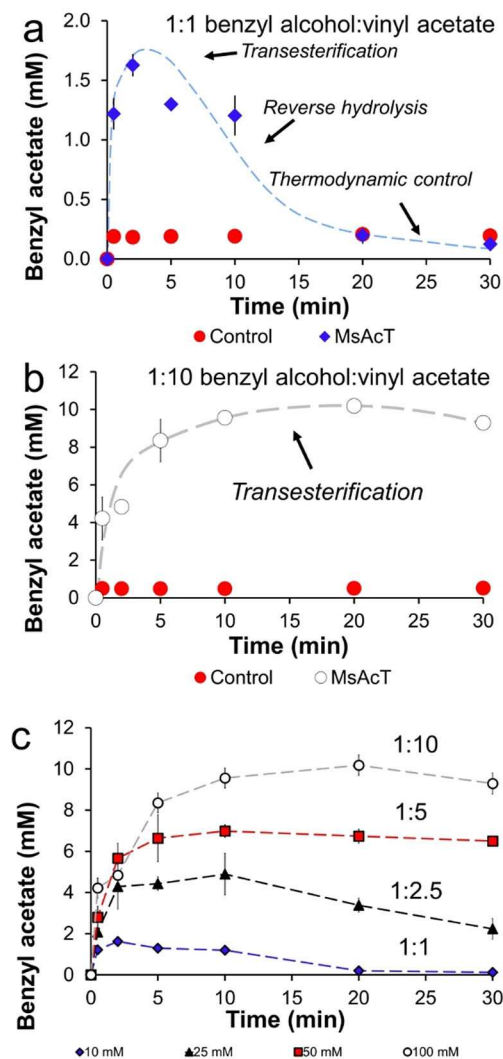 a
1:1 benzyl alcohol:vinyl acetate
Benzyl acetate (mM)
2.0
1.5
1.0
0.5
0.0
Transesterification
Reverse hydrolysis
Thermodynamic control
0 5 10 15 20 25 30
Time (min)
Control MsAcT
b
1:10 benzyl alcohol:vinyl acetate
Benzyl acetate (mM)
12
10
8
6
4
2
0
Transesterification
0 5 10 15 20 25 30
Time (min)
Control MsAcT
c
Benzyl acetate (mM)
12
10
8
6
4
2
0
1:10
1:5
1:2.5
1:1
0 5 10 15 20 25 30
Time (min)
10 mM 25 mM 50 mM 100 mM